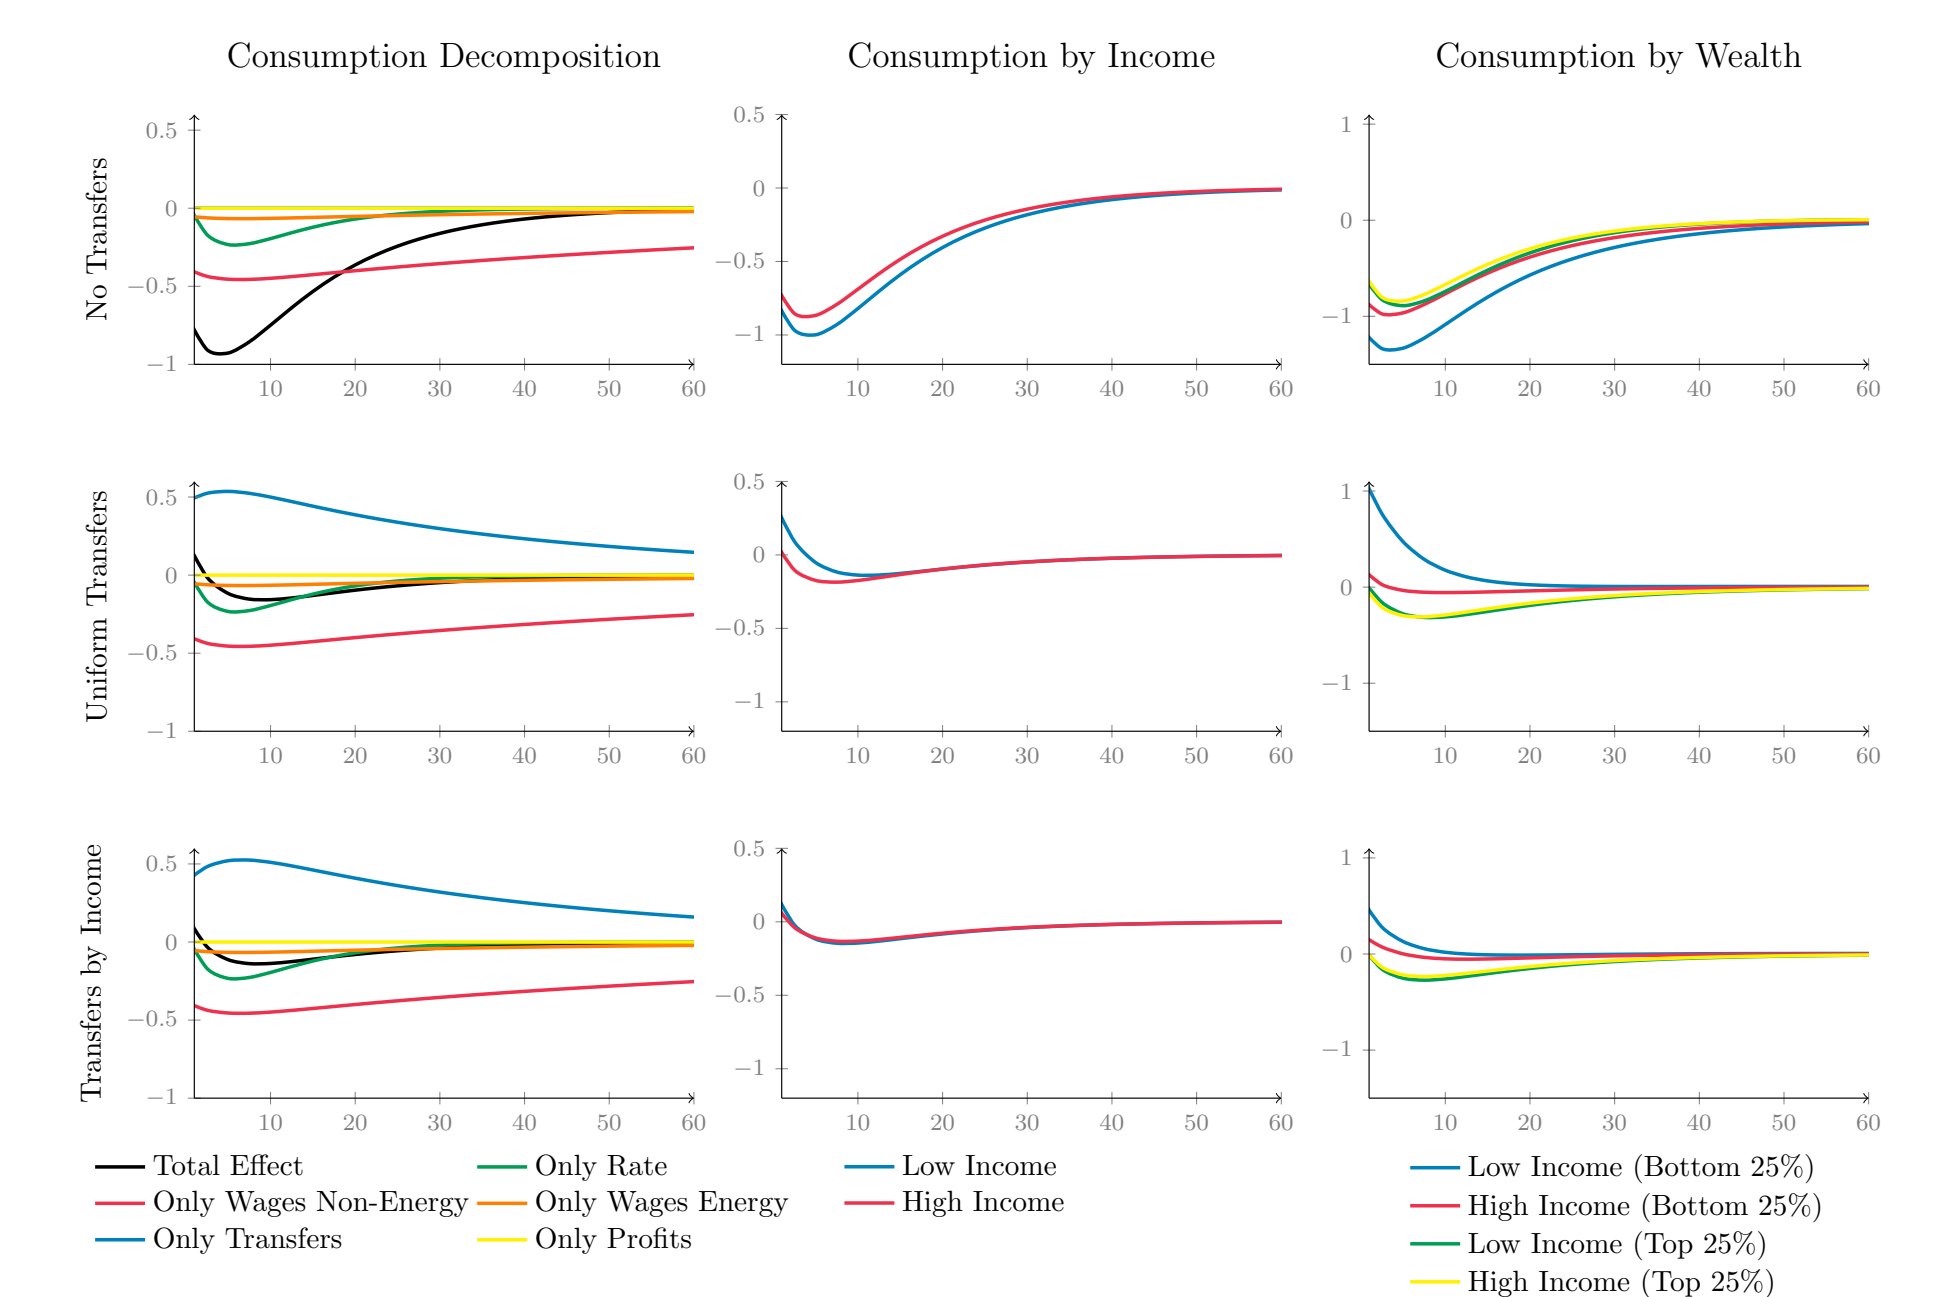 Consumption Decomposition
Consumption by Income
Consumption by Wealth
No Transfers
0.5
0
−0.5
−1
10 20 30 40 50 60
0.5
0
−0.5
−1
10 20 30 40 50 60
1
0
−1
10 20 30 40 50 60
Uniform Transfers
0.5
0
−0.5
−1
10 20 30 40 50 60
0.5
0
−0.5
−1
10 20 30 40 50 60
1
0
−1
10 20 30 40 50 60
Transfers by Income
0.5
0
−0.5
−1
10 20 30 40 50 60
0.5
0
−0.5
−1
10 20 30 40 50 60
1
0
−1
10 20 30 40 50 60
Total Effect
Only Rate
Only Wages Non-Energy
Only Wages Energy
Only Transfers
Only Profits
Low Income
High Income
Low Income (Bottom 25%)
High Income (Bottom 25%)
Low Income (Top 25%)
High Income (Top 25%)